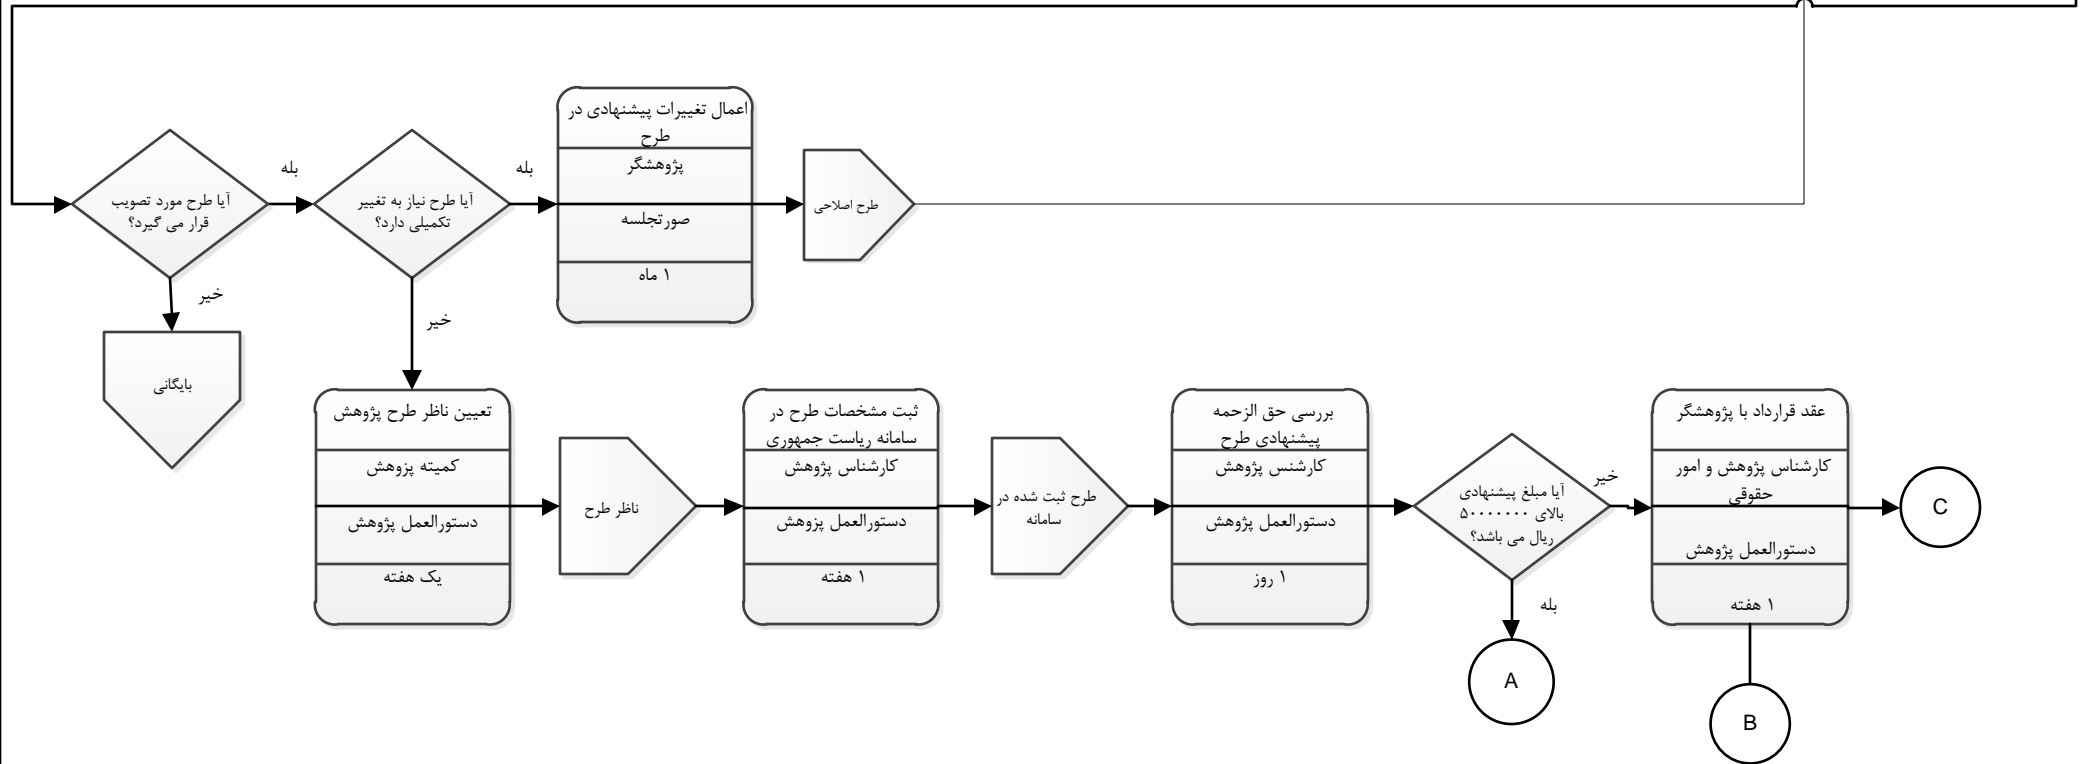 اعمال تغییرات پیشنهادی در
طرح
پژوهشگر
صورتجلسه
۱ ماه
آیا طرح مورد تصویب
قرار می گیرد؟
بله
خیر
بایگانی
آیا طرح نیاز به تغییر
تکمیلی دارد؟
بله
خیر
طرح اصلاحی
تعیین ناظر طرح پژوهش
کمیته پزوهش
دستورالعمل پژوهش
یک هفته
ناظر طرح
ثبت مشخصات طرح در
سامانه ریاست جمهوری
کارشناس پژوهش
دستورالعمل پزوهش
۱ هفته
طرح ثبت شده در
سامانه
بررسی حق الزحمه
پیشنهادی طرح
کارشنس پژوهش
دستورالعمل پژوهش
۱ روز
آیا مبلغ پیشنهادی
بالای ۵۰۰۰۰۰۰۰
ریال می باشد؟
خیر
بله
A
عقد قرارداد با پژوهشگر
کارشناس پژوهش و امور
حقوقی
دستورالعمل پژوهش
۱ هفته
C
B